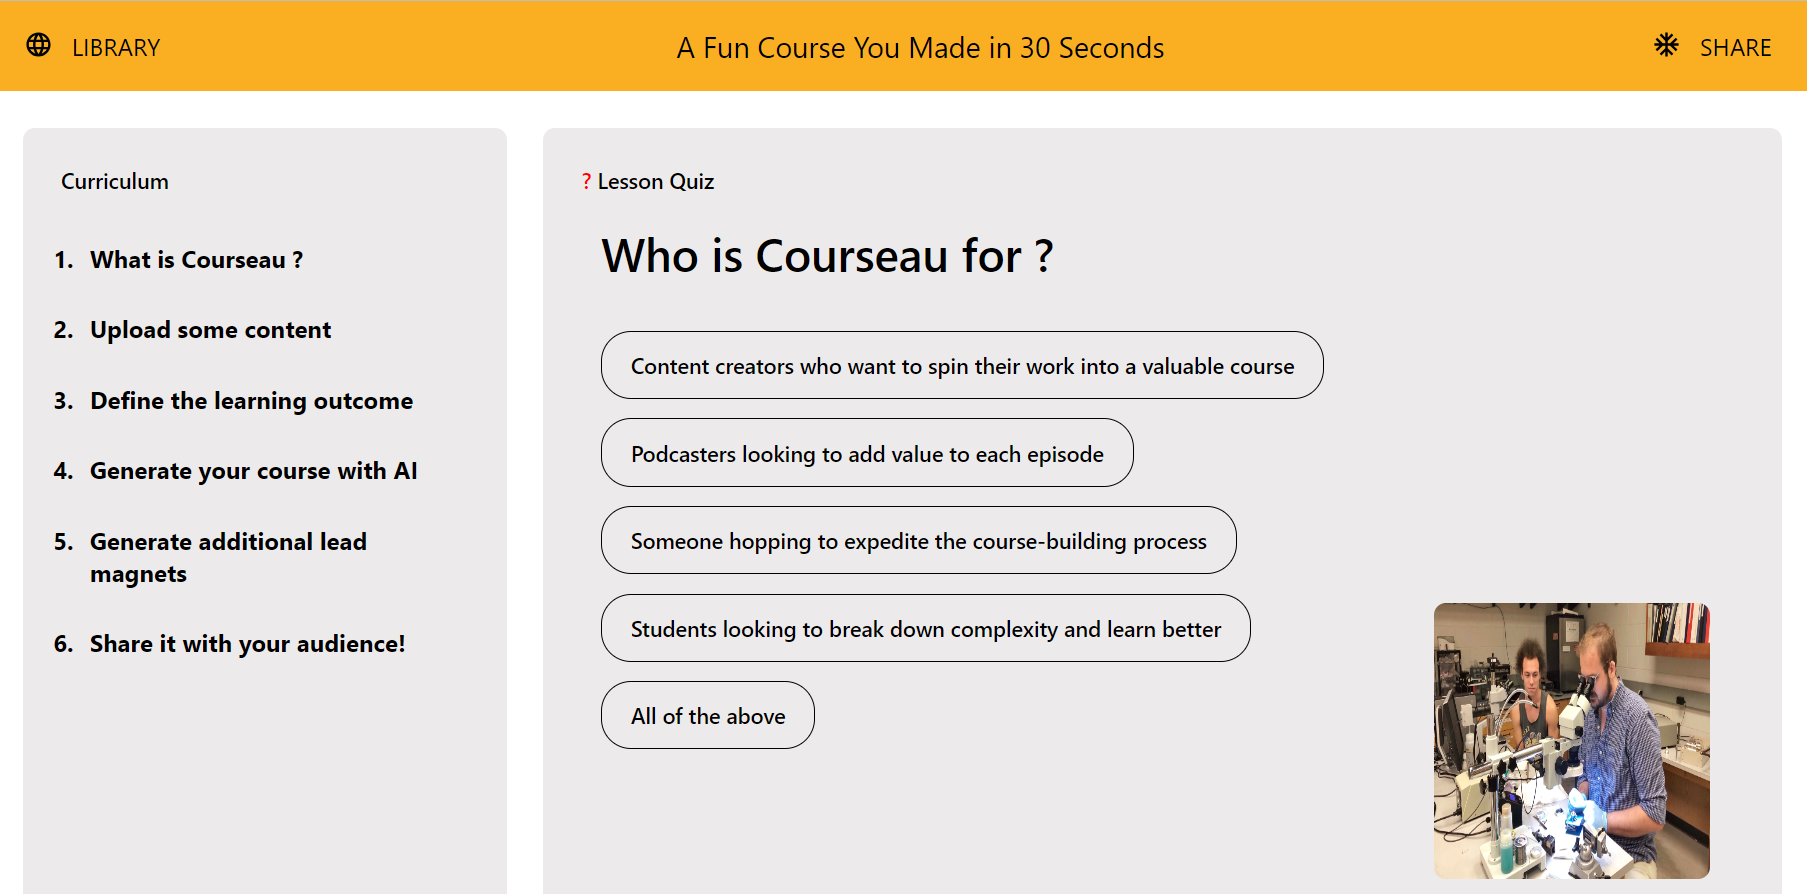 LIBRARY
A Fun Course You Made in 30 Seconds
SHARE
Curriculum
1. What is Courseau ?
2. Upload some content
3. Define the learning outcome
4. Generate your course with AI
5. Generate additional lead
magnets
6. Share it with your audience!
? Lesson Quiz
Who is Courseau for ?
Content creators who want to spin their work into a valuable course
Podcasters looking to add value to each episode
Someone hopping to expedite the course-building process
Students looking to break down complexity and learn better
All of the above